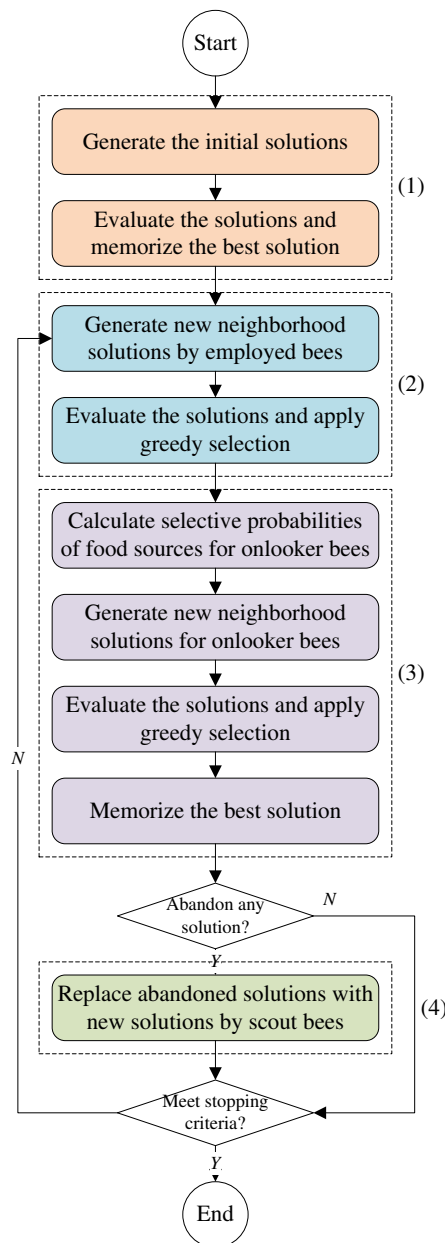 Start
Generate the initial solutions
(1)
Evaluate the solutions and
memorize the best solution
Generate new neighborhood
solutions by employed bees
(2)
Evaluate the solutions and apply
greedy selection
Calculate selective probabilities
of food sources for onlooker bees
Generate new neighborhood
solutions for onlooker bees
(3)
Evaluate the solutions and apply
greedy selection
N
Memorize the best solution
Abandon any
solution?
N
Y
Replace abandoned solutions with
new solutions by scout bees
(4)
Meet stopping
criteria?
Y
End